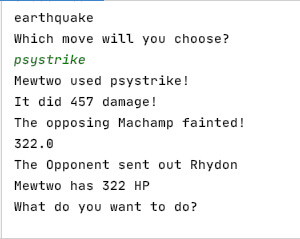 earthquake
Which move will you choose?
psystrike
Mewtwo used psystrike!
It did 457 damage!
The opposing Machamp fainted!
322.0
The Opponent sent out Rhydon
Mewtwo has 322 HP
What do you want to do?